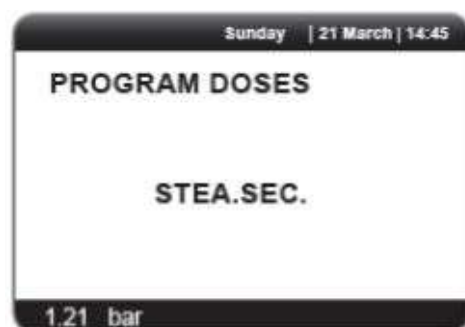 Sunday | 21 March | 14:45
PROGRAM DOSES
STEA.SEC.
1.21 bar